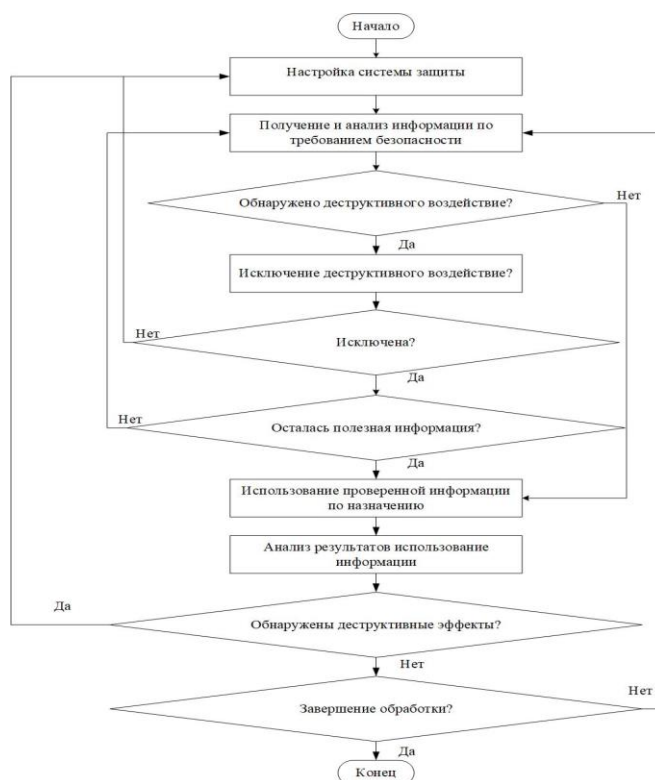 Начало
Настройка системы защиты
Получение и анализ информации по
требованием безопасности
Нет
Обнаружено деструктивного воздействие?
Да
Исключение деструктивного воздействие?
Нет
Исключена?
Да
Нет
Осталась полезная информация?
Да
Использование проверенной информации
по назначению
Анализ результатов использование
информации
Да
Обнаружены деструктивные эффекты?
Нет
Нет
Завершение обработки?
Да
Конец